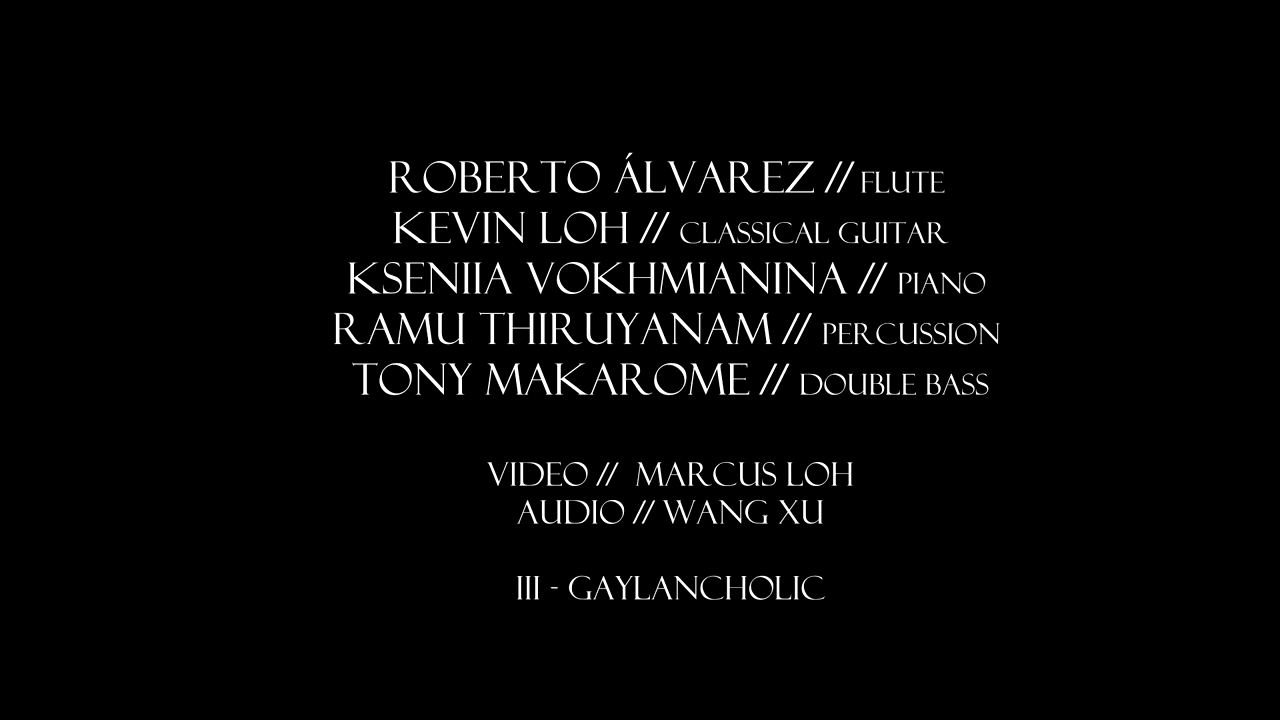 ROBERTO ÁLVAREZ // FLUTE
KEVIN LOH // CLASSICAL GUITAR
KSENIIA VOKHMIANINA // PIANO
RAMU THIRUYANAM // PERCUSSION
TONY MAKAROME // DOUBLE BASS
VIDEO // MARCUS LOH
AUDIO // WANG XU
III - GAYLANCHOLIC